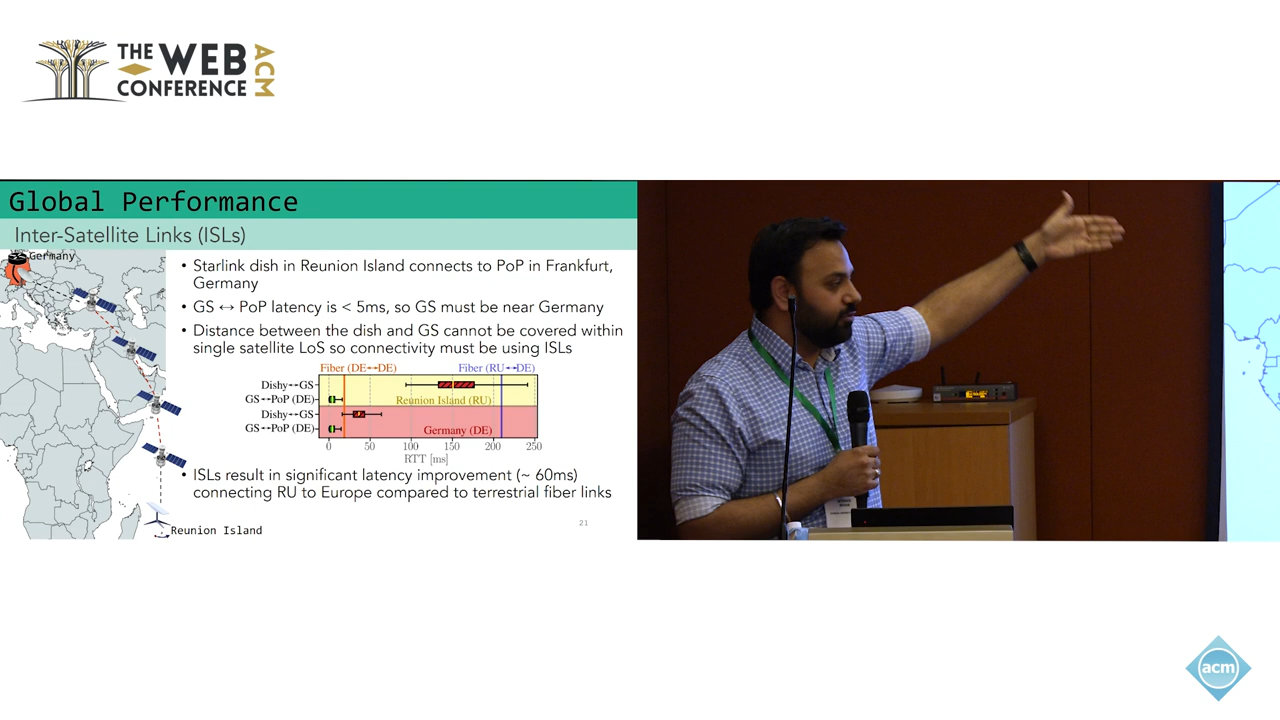 THE WEB
CONFERENCE
ACM
Global Performance
Inter-Satellite Links (ISLs)
Germany
• Starlink dish in Reunion Island connects to PoP in Frankfurt,
Germany
• GS ↔ PoP latency is < 5ms, so GS must be near Germany
• Distance between the dish and GS cannot be covered within
single satellite LoS so connectivity must be using ISLs
Fiber (DE↔DE) Fiber (RU↔DE)
Dishy↔GS
GS↔PoP (DE)
Reunion Island (RU)
Dishy↔GS
GS↔PoP (DE)
Germany (DE)
0 50 100 150 200 250
RTT [ms]
• ISLs result in significant latency improvement (~ 60ms)
connecting RU to Europe compared to terrestrial fiber links
21
Reunion Island
acm